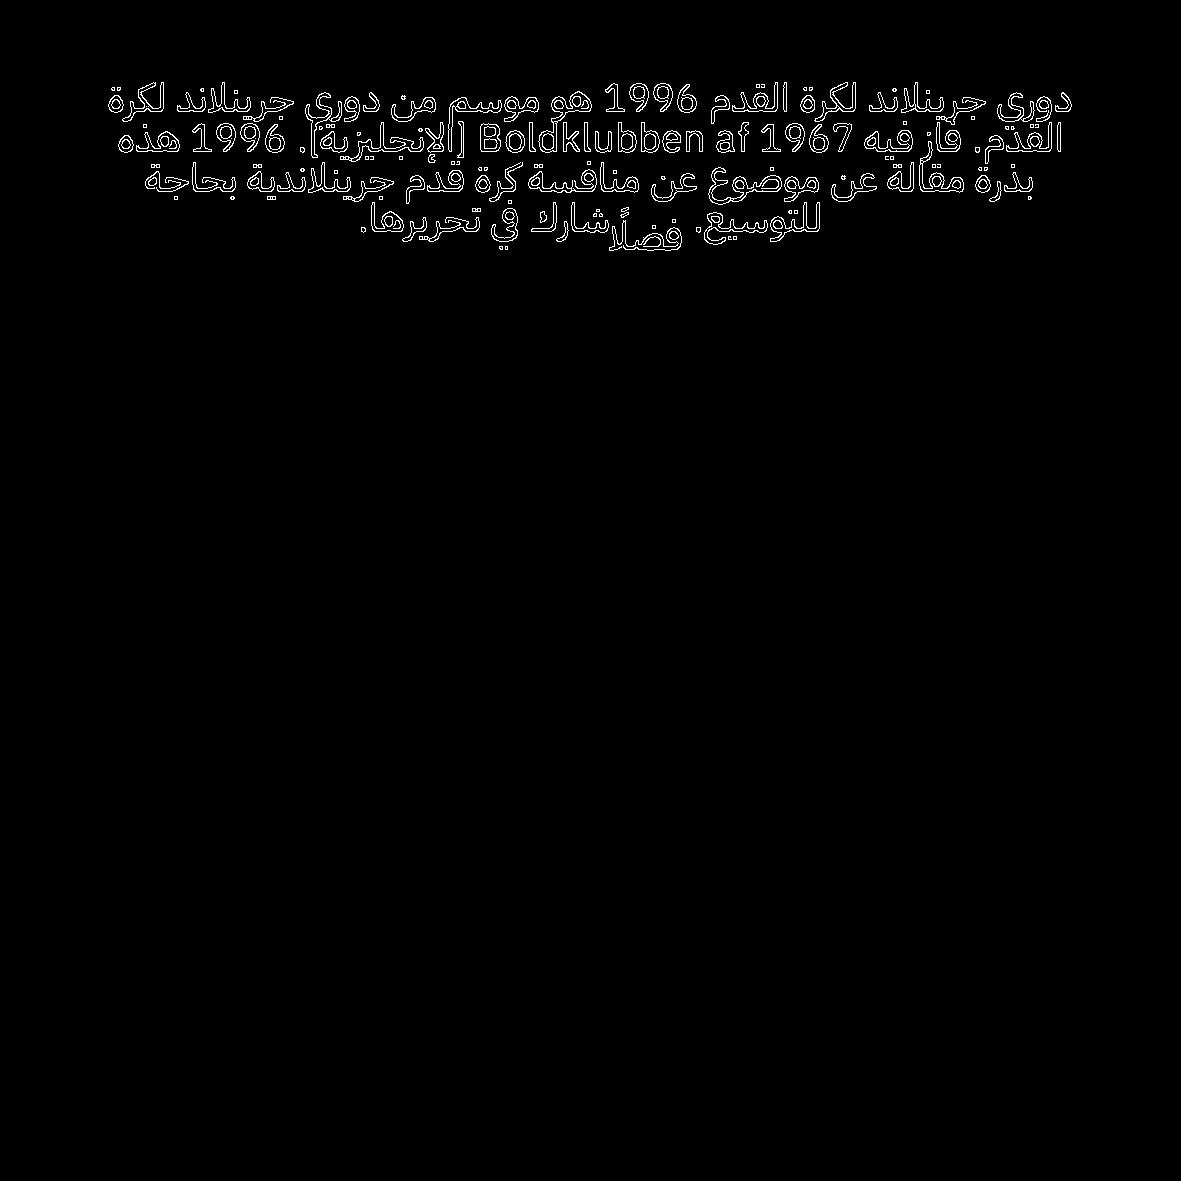 دوري جرينلاند لكرة القدم 1996 هو موسم من دوري جرينلاند لكرة
القدم. فاز فيه Boldklubben af 1967 [الإنجليزية]. 1996 هذه
بذرة مقالة عن موضوع عن منافسة كرة قدم جرينلاندية بحاجة
للتوسيع. فضلًا شارك في تحريرها.